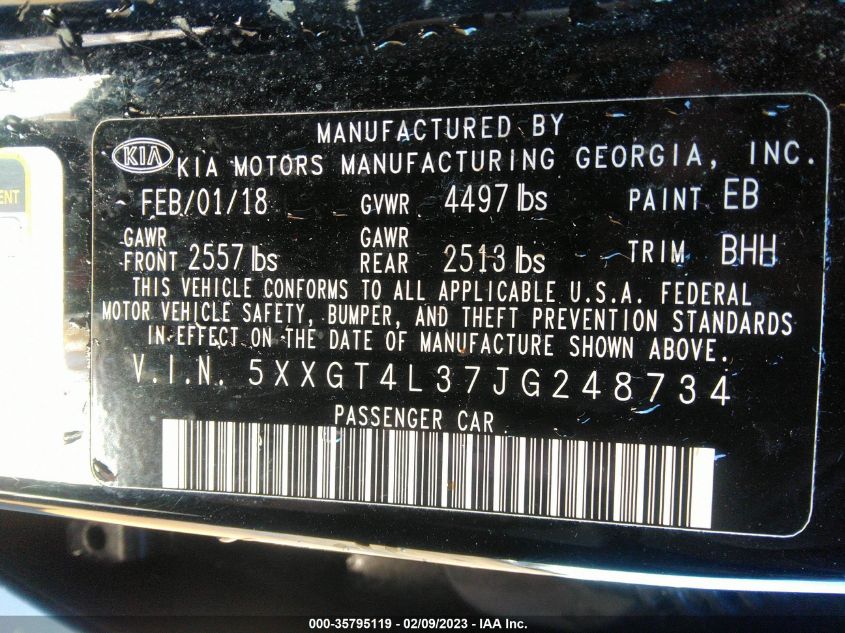 MANUFACTURED BY
KIA KIA MOTORS MANUFACTURING GEORGIA, INC.
FEB/01/18 GVWR 4497 lbs PAINT EB
GAWR FRONT 2557 lbs GAWR REAR 2513 lbs TRIM BHH
THIS VEHICLE CONFORMS TO ALL APPLICABLE U.S.A. FEDERAL
MOTOR VEHICLE SAFETY, BUMPER, AND THEFT PREVENTION STANDARDS
IN EFFECT ON THE DATE OF MANUFACTURE SHOWN ABOVE.
V.I.N. 5XXGT4L37JG248734
PASSENGER CAR
000-35795119 - 02/09/2023 - IAA Inc.